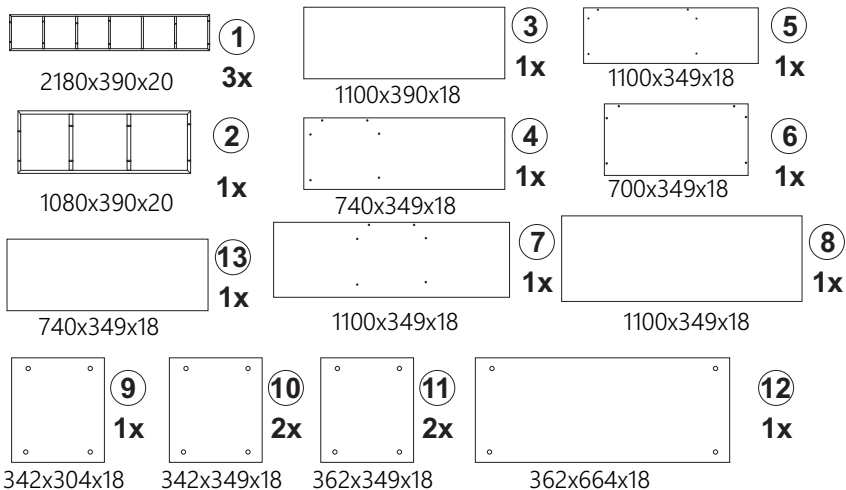 1
3x
2180x390x20
3
1x
1100x390x18
5
1x
1100x349x18
2
1x
1080x390x20
4
1x
740x349x18
6
1x
700x349x18
13
1x
740x349x18
7
1x
1100x349x18
8
1x
1100x349x18
9
1x
342x304x18
10
2x
342x349x18
11
2x
362x349x18
12
1x
362x664x18